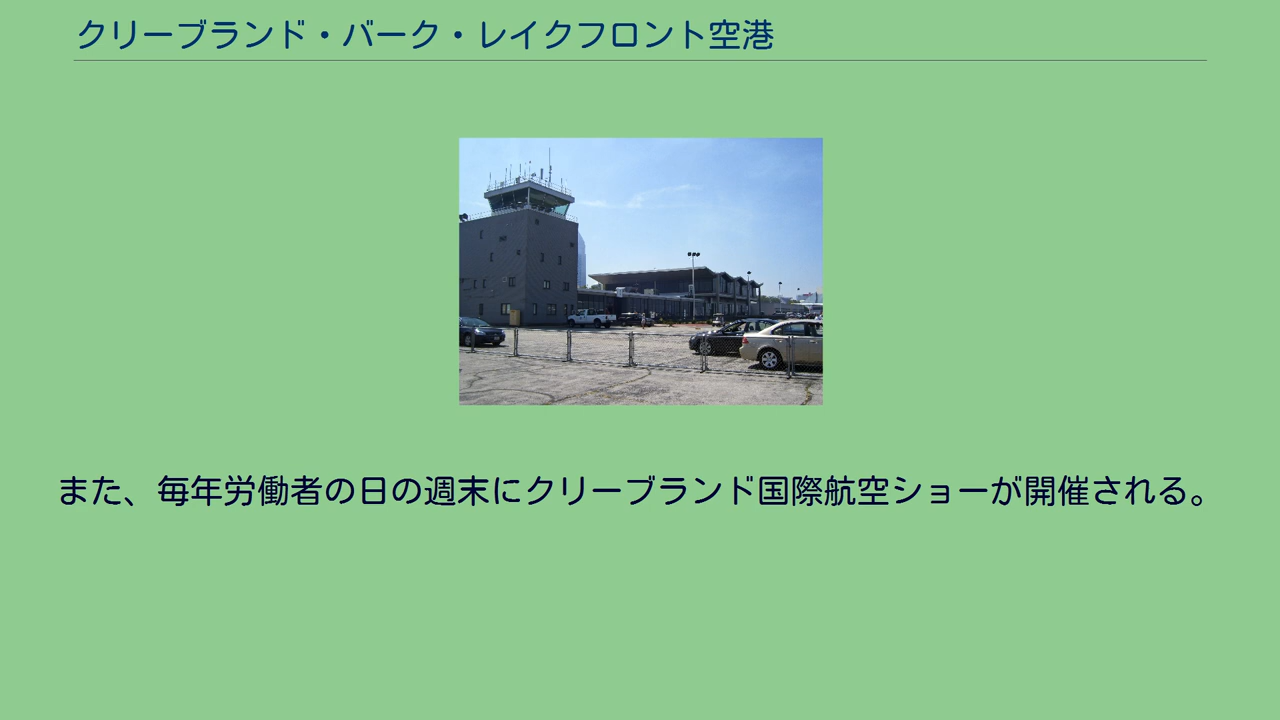 クリーブランド・バーク・レイクフロント空港
また、毎年労働者の日の週末にクリーブランド国際航空ショーが開催される。